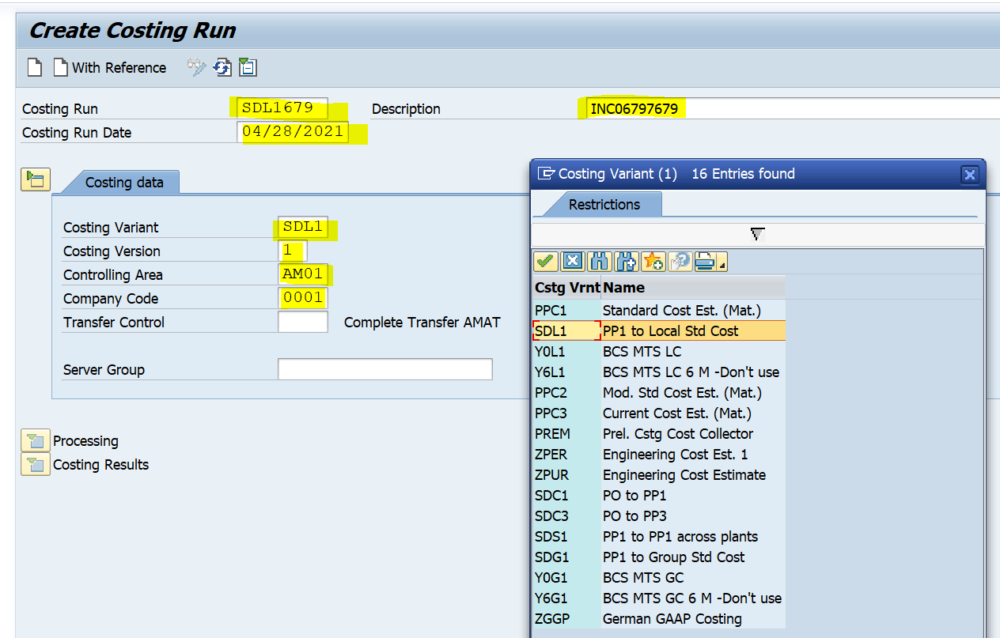 Create Costing Run
With Reference
Costing Run SDL1679 Description INC06797679
Costing Run Date 04/28/2021
Costing data
Costing Variant SDL1
Costing Version 1
Controlling Area AM01
Company Code 0001
Transfer Control Complete Transfer AMAT
Server Group
Processing
Costing Results
Costing Variant (1) 16 Entries found
Restrictions
Cstg Vrnt Name
PPC1 Standard Cost Est. (Mat.)
SDL1 PP1 to Local Std Cost
Y0L1 BCS MTS LC
Y6L1 BCS MTS LC 6 M -Don't use
PPC2 Mod. Std Cost Est. (Mat.)
PPC3 Current Cost Est. (Mat.)
PREM Prel. Cstg Cost Collector
ZPER Engineering Cost Est. 1
ZPUR Engineering Cost Estimate
SDC1 PO to PP1
SDC3 PO to PP3
SDS1 PP1 to PP1 across plants
SDG1 PP1 to Group Std Cost
Y0G1 BCS MTS GC
Y6G1 BCS MTS GC 6 M -Don't use
ZGGP German GAAP Costing